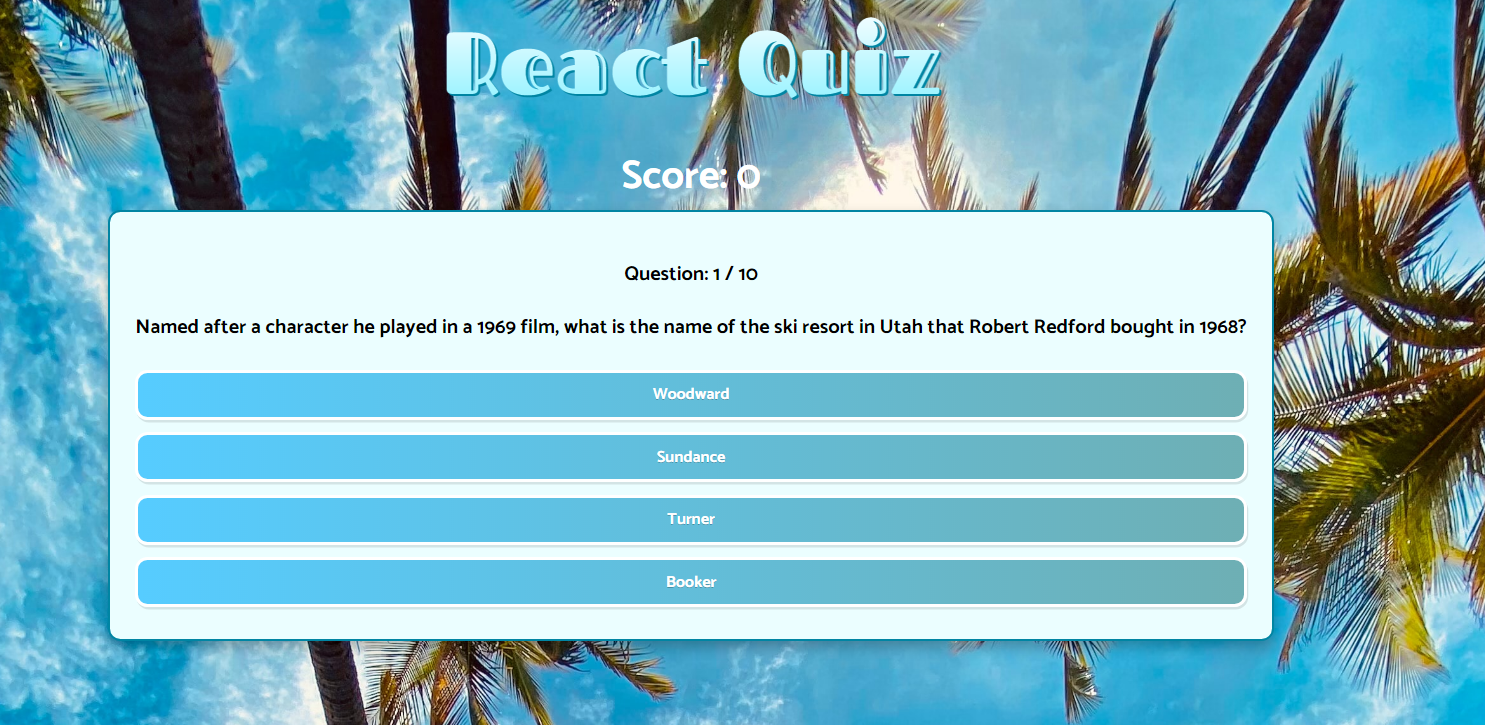 React Quiz
Score: 0
Question: 1 / 10
Named after a character he played in a 1969 film, what is the name of the ski resort in Utah that Robert Redford bought in 1968?
Woodward
Sundance
Turner
Booker